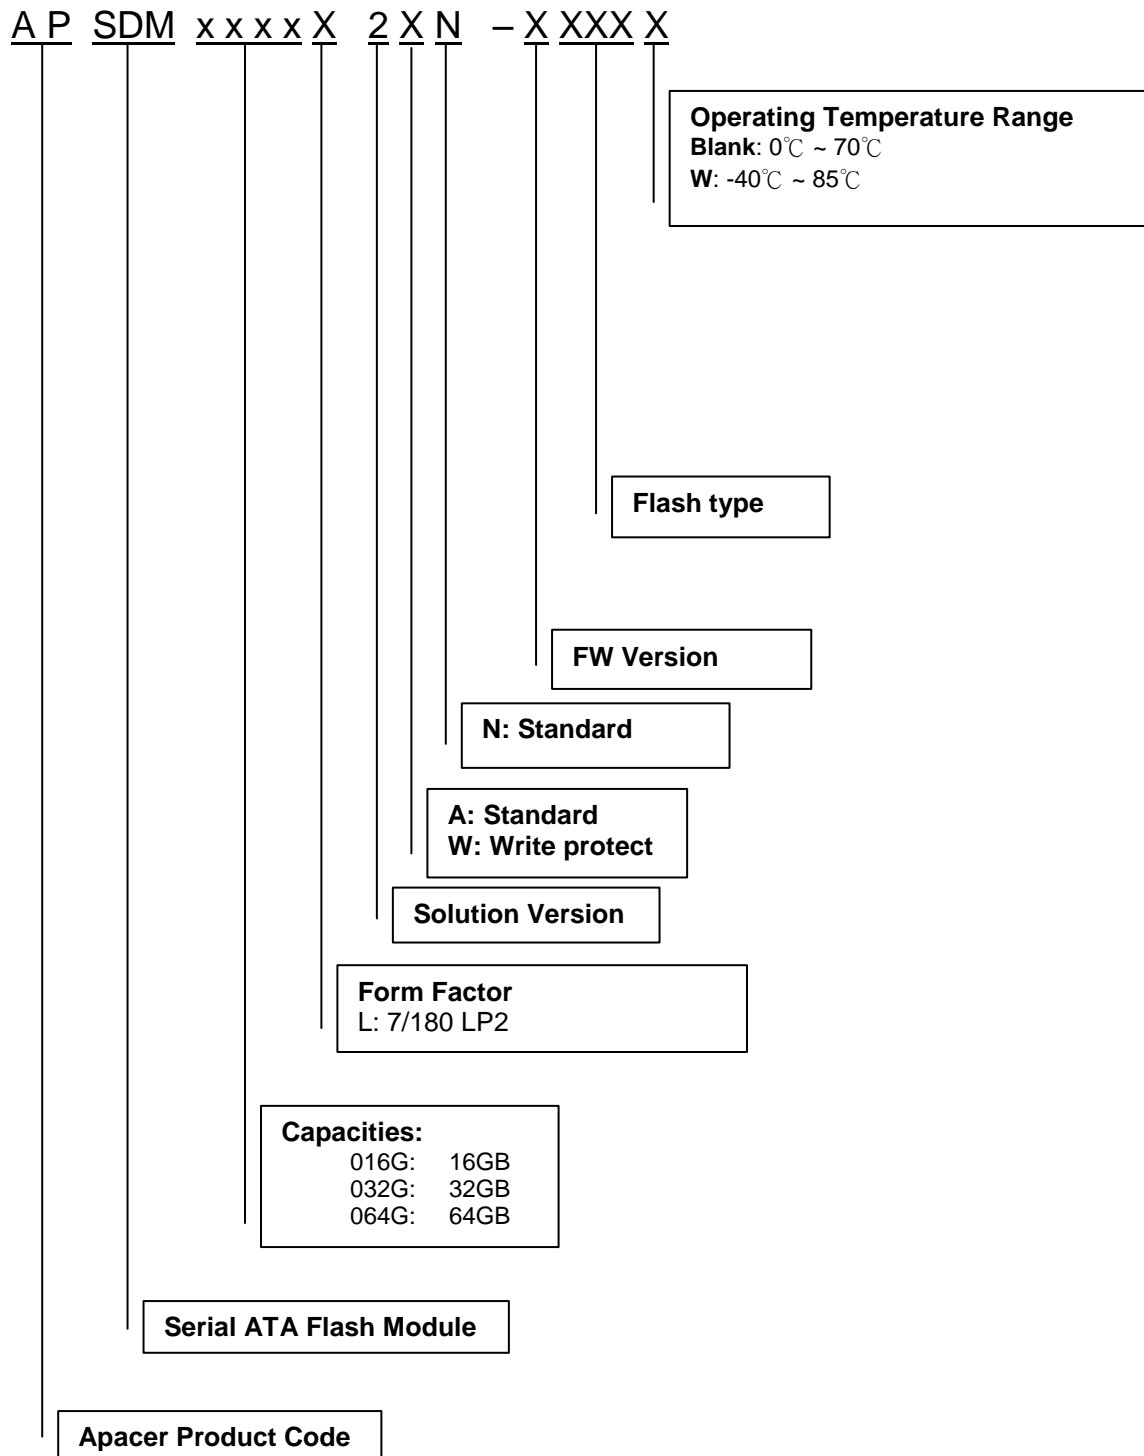 A P SDM x x x x X 2 X N – X XXX X
Operating Temperature Range
Blank: 0℃ ~ 70℃
W: -40℃ ~ 85℃
Flash type
FW Version
N: Standard
A: Standard
W: Write protect
Solution Version
Form Factor
L: 7/180 LP2
Capacities:
016G: 16GB
032G: 32GB
064G: 64GB
Serial ATA Flash Module
Apacer Product Code